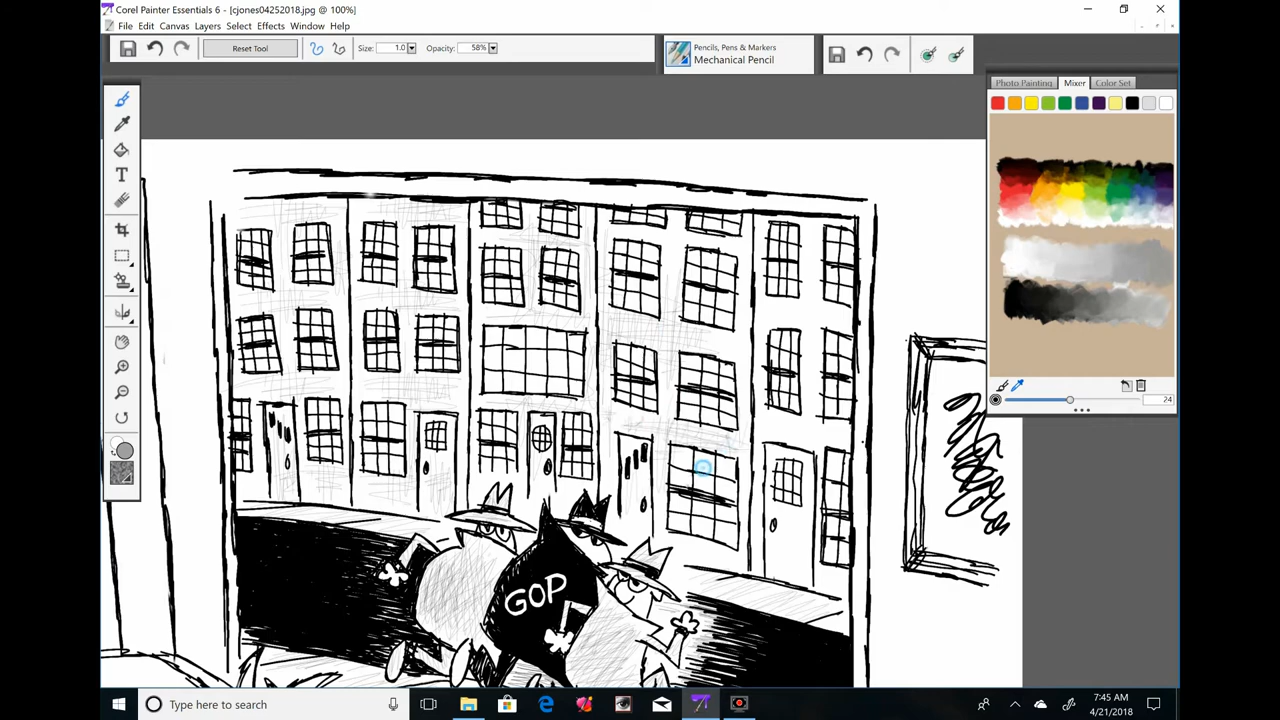 Corel Painter Essentials 6 - [cjones04252018.jpg @ 100%]
File Edit Canvas Layers Select Effects Window Help
Reset Tool Size: 1.0 Opacity: 58%
Pencils, Pens & Markers
Mechanical Pencil
Photo Painting Mixer Color Set
24
GOP
Type here to search
7:45 AM
4/21/2018